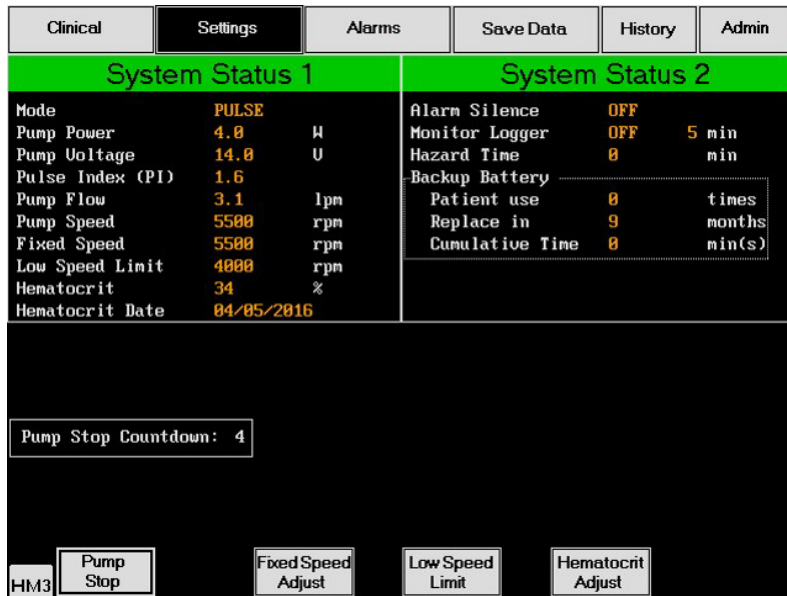 Clinical Settings Alarms Save Data History Admin
System Status 1
Mode PULSE
Pump Power 4.0 W
Pump Voltage 14.0 V
Pulse Index (PI) 1.6
Pump Flow 3.1 lpm
Pump Speed 5500 rpm
Fixed Speed 5500 rpm
Low Speed Limit 4000 rpm
Hematocrit 34 %
Hematocrit Date 04/05/2016
System Status 2
Alarm Silence OFF
Monitor Logger OFF 5 min
Hazard Time 0 min
Backup Battery
Patient use 0 times
Replace in 9 months
Cumulative Time 0 min(s)
Pump Stop Countdown: 4
HM3
Pump
Stop
Fixed Speed
Adjust
Low Speed
Limit
Hematocrit
Adjust